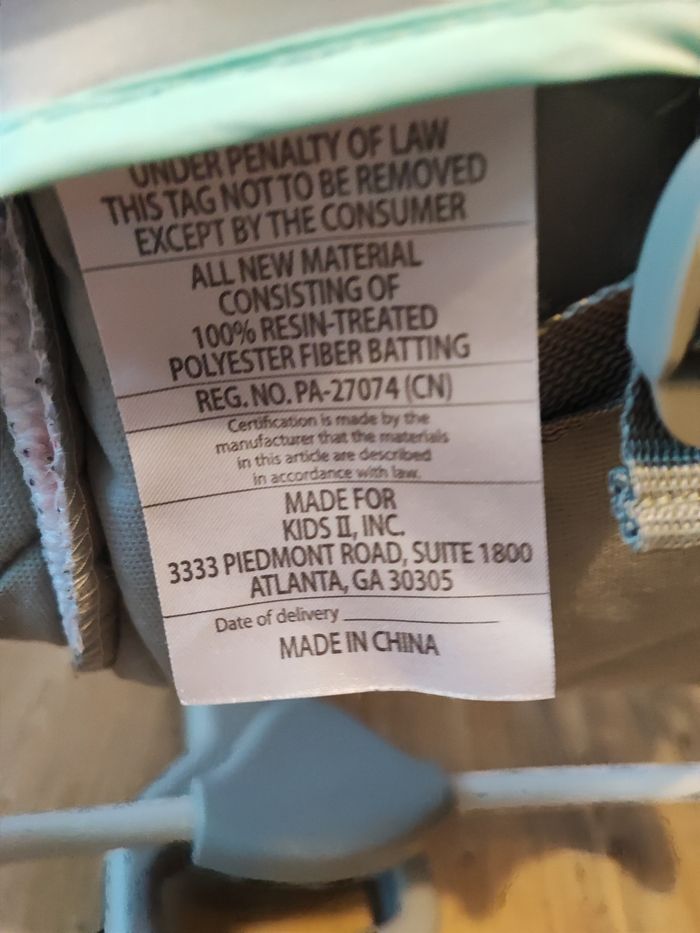 UNDER PENALTY OF LAW
THIS TAG NOT TO BE REMOVED
EXCEPT BY THE CONSUMER
ALL NEW MATERIAL
CONSISTING OF
100% RESIN-TREATED
POLYESTER FIBER BATTING
REG. NO. PA-27074 (CN)
Certification is made by the
manufacturer that the materials
in this article are described
in accordance with law.
MADE FOR
KIDS II, INC.
3333 PIEDMONT ROAD, SUITE 1800
ATLANTA, GA 30305
Date of delivery
MADE IN CHINA